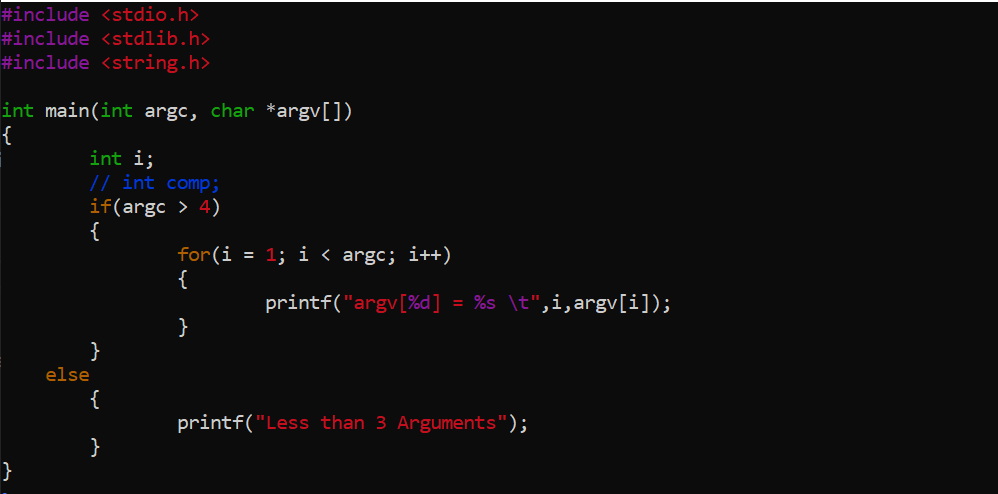 #include <stdio.h>
#include <stdlib.h>
#include <string.h>
int main(int argc, char *argv[])
{
int i;
// int comp;
if(argc > 4)
{
for(i = 1; i < argc; i++)
{
printf("argv[%d] = %s \t",i,argv[i]);
}
}
else
{
printf("Less than 3 Arguments");
}
}